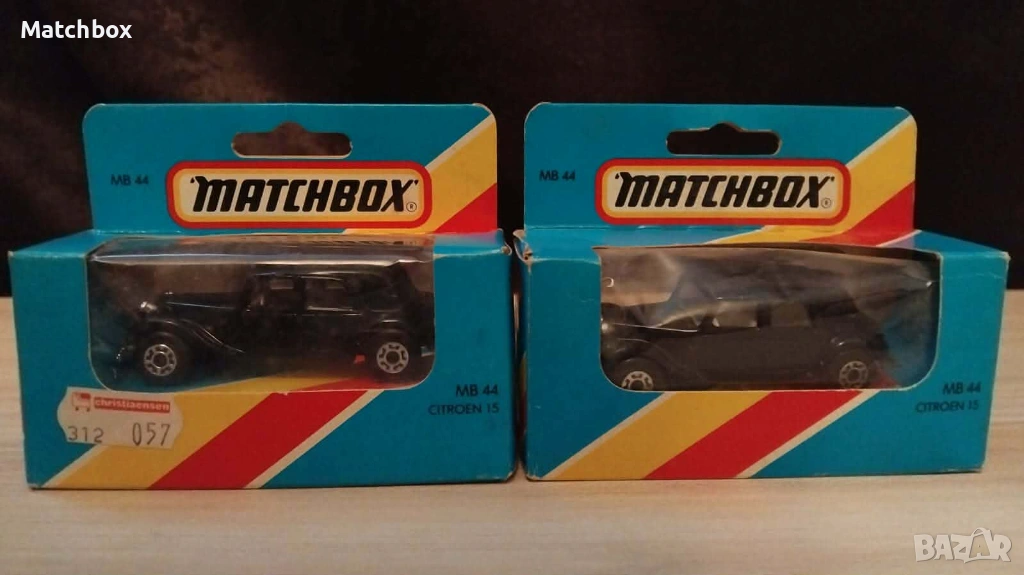 Matchbox
MB 44
"MATCHBOX"®
MB 44
CITROEN 15
christiaensen
312 057
MB 44
"MATCHBOX"®
MB 44
CITROEN 15
BAZAR